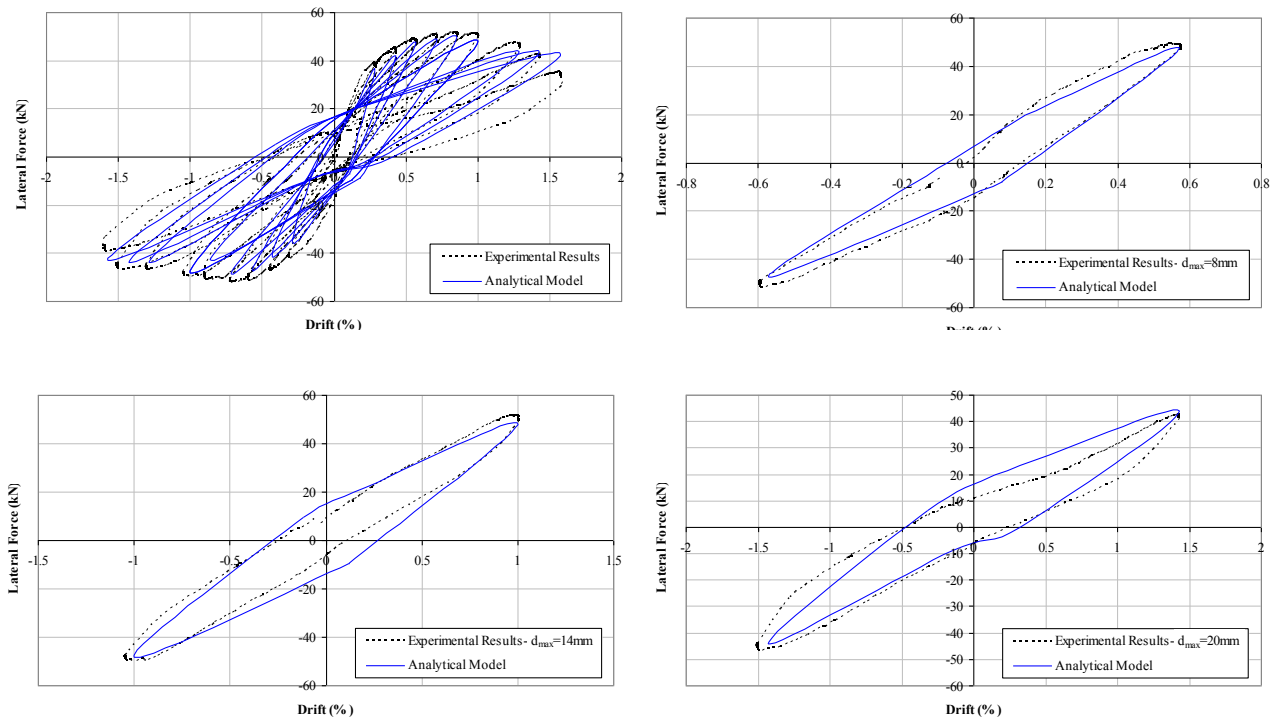 Lateral Force (kN)
60
40
20
-2 -1.5 -1 -0.5 0 0.5 1 1.5 2
-40
-60
Experimental Results
Analytical Model
Drift (%)
Lateral Force (kN)
60
40
20
0
-0.8 -0.6 -0.4 -0.2 0 0.2 0.4 0.6 0.8
-20
-40
-60
Experimental Results- dmax=8mm
Analytical Model
Lateral Force (kN)
60
40
20
0
-1.5 -1 -0.5 0 0.5 1 1.5
-20
-40
-60
Experimental Results- dmax=14mm
Analytical Model
Drift (%)
Lateral Force (kN)
50
40
30
20
10
0
-2 -1.5 -1 -0.5 0 0.5 1 1.5 2
-10
-20
-30
-40
-50
-60
Experimental Results- dmax=20mm
Analytical Model
Drift (%)